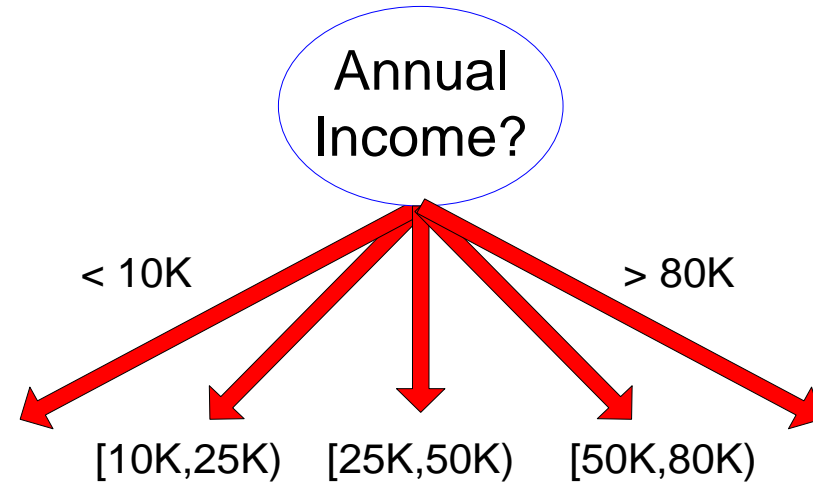 Annual
Income?
< 10K
> 80K
[10K,25K)
[25K,50K)
[50K,80K)